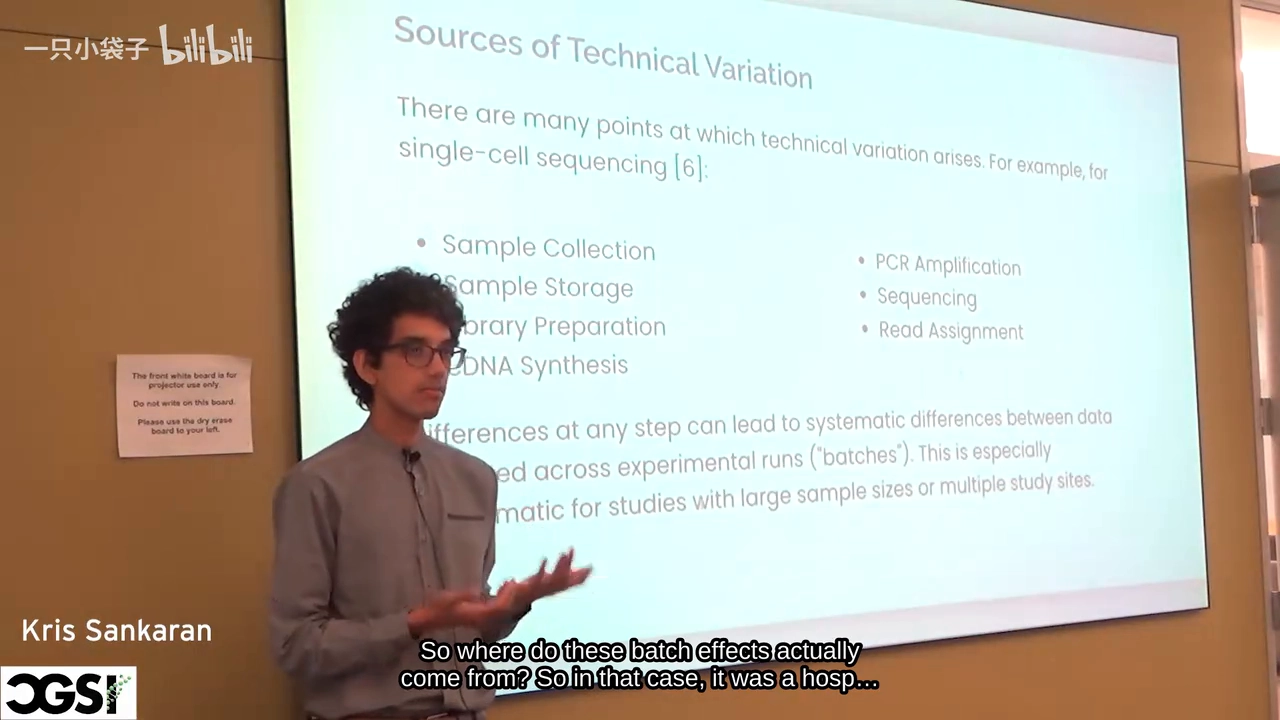 一只小袋子 bilibili
Sources of Technical Variation
There are many points at which technical variation arises. For example, for
single-cell sequencing [6]:
• Sample Collection
Sample Storage
brary Preparation
cDNA Synthesis
• PCR Amplification
• Sequencing
• Read Assignment
ifferences at any step can lead to systematic differences between data
ed across experimental runs ("batches"). This is especially
matic for studies with large sample sizes or multiple study sites.
The front white board is for
projector use only.
Do not write on this board.
Please use the dry erase
board to your left.
Kris Sankaran
CGSI
So where do these batch effects actually
come from? So in that case, it was a hosp...